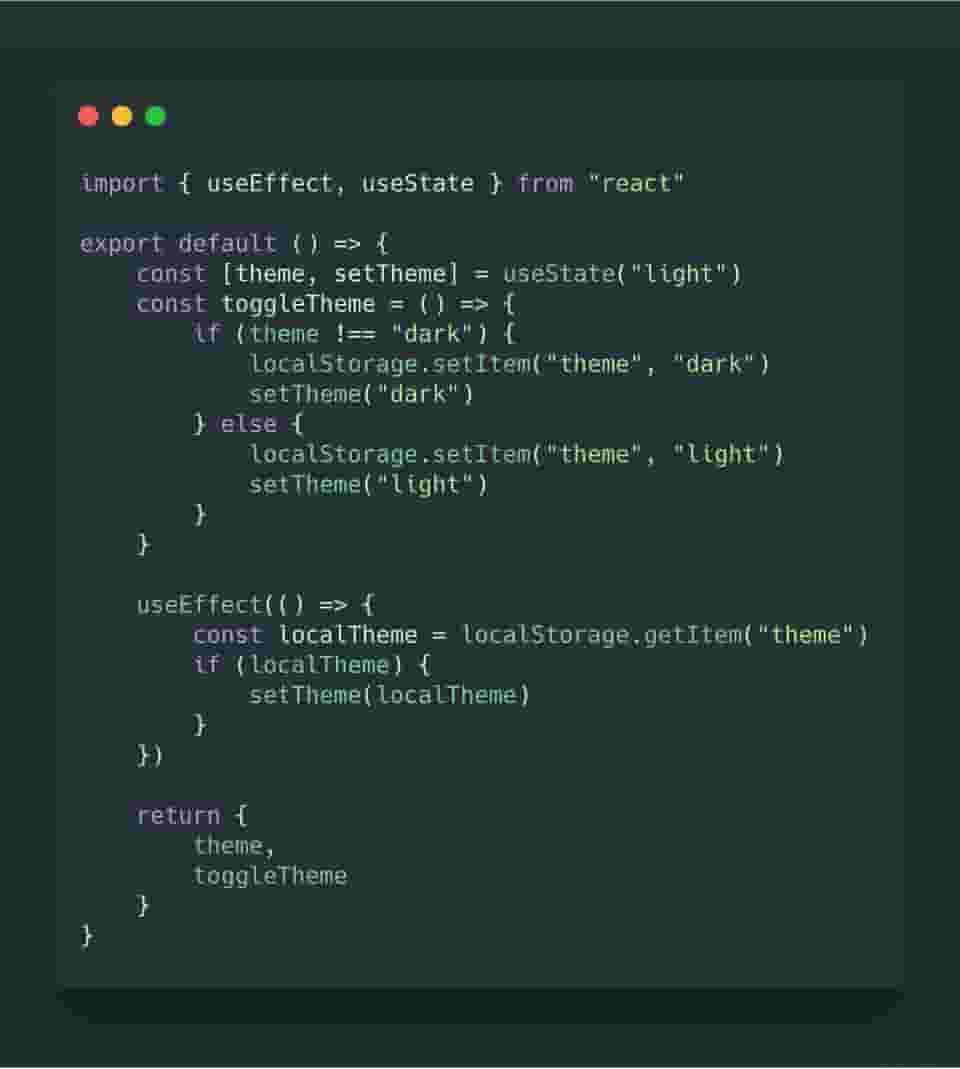 import { useEffect, useState } from "react"

export default () => {
    const [theme, setTheme] = useState("light")
    const toggleTheme = () => {
        if (theme !== "dark") {
            localStorage.setItem("theme", "dark")
            setTheme("dark")
        } else {
            localStorage.setItem("theme", "light")
            setTheme("light")
        }
    }

    useEffect(() => {
        const localTheme = localStorage.getItem("theme")
        if (localTheme) {
            setTheme(localTheme)
        }
    })

    return {
        theme,
        toggleTheme
    }
}